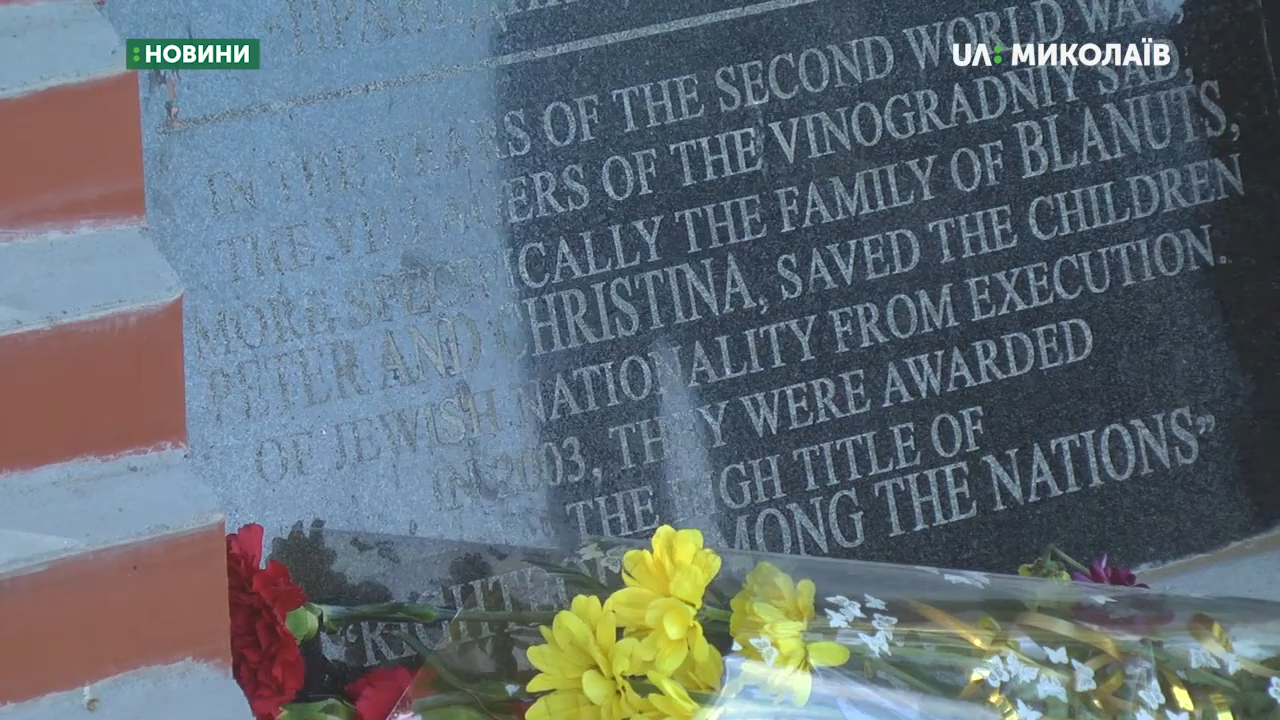 :НОВИНИ
UA: МИКОЛАЇВ
IN THE YEARS OF THE SECOND WORLD WAR,
THE VILLAGERS OF THE VINOGRADNIY SAD,
MORE SPECIFICALLY THE FAMILY OF BLANUTS,
PETER AND CHRISTINA, SAVED THE CHILDREN
OF JEWISH NATIONALITY FROM EXECUTION.
IN 2003, THEY WERE AWARDED
THE HIGH TITLE OF
“RIGHTEOUS AMONG THE NATIONS”